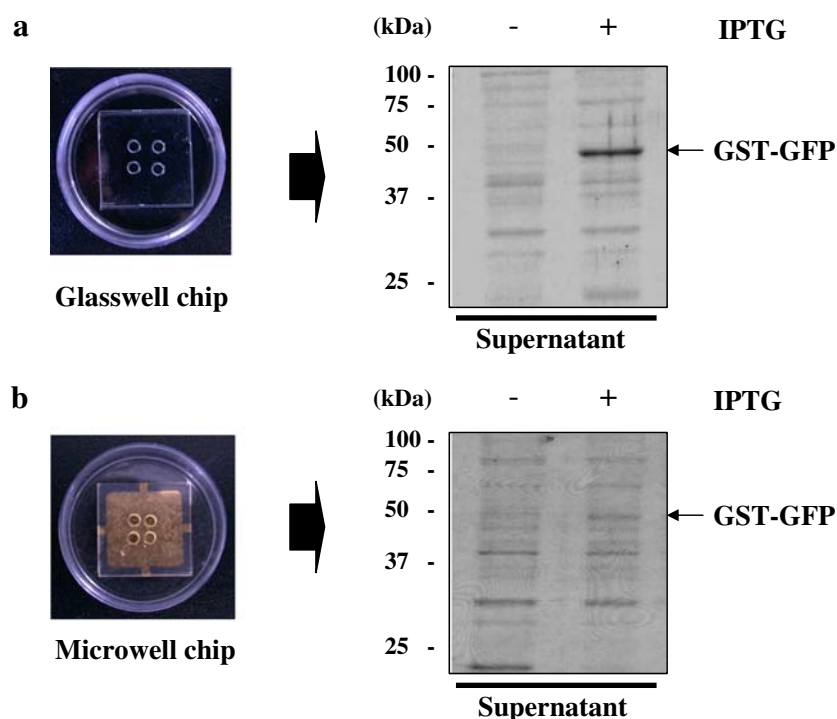 a
(kDa) - + IPTG
100 -
75 -
50 -
GST-GFP
37 -
25 -
Glasswell chip
Supernatant
b
(kDa) - + IPTG
100 -
75 -
50 -
GST-GFP
37 -
25 -
Microwell chip
Supernatant